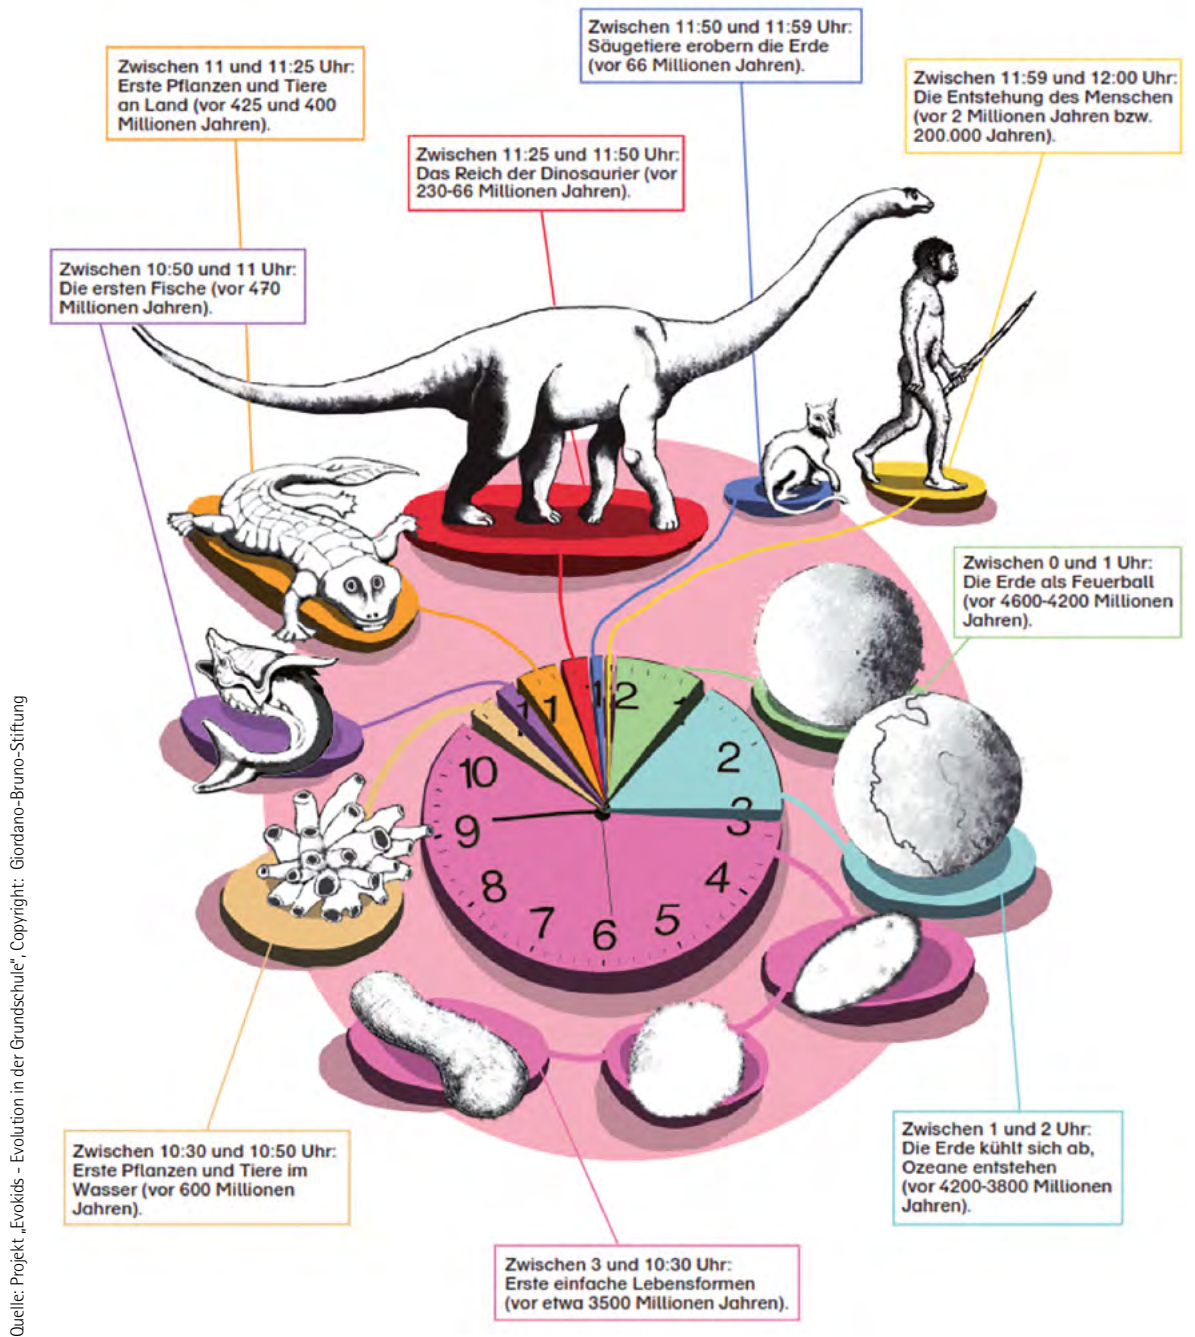 Zwischen 11:50 und 11:59 Uhr:
Säugetiere erobern die Erde
(vor 66 Millionen Jahren).
Zwischen 11 und 11:25 Uhr:
Erste Pflanzen und Tiere
an Land (vor 425 und 400
Millionen Jahren).
Zwischen 11:59 und 12:00 Uhr:
Die Entstehung des Menschen
(vor 2 Millionen Jahren bzw.
200.000 Jahren).
Zwischen 11:25 und 11:50 Uhr:
Das Reich der Dinosaurier (vor
230-66 Millionen Jahren).
Zwischen 10:50 und 11 Uhr:
Die ersten Fische (vor 470
Millionen Jahren).
Zwischen 0 und 1 Uhr:
Die Erde als Feuerball
(vor 4600-4200 Millionen
Jahren).
12
1
2
3
4
5
6
7
8
9
10
11
Zwischen 10:30 und 10:50 Uhr:
Erste Pflanzen und Tiere im
Wasser (vor 600 Millionen
Jahren).
Zwischen 1 und 2 Uhr:
Die Erde kühlt sich ab,
Ozeane entstehen
(vor 4200-3800 Millionen
Jahren).
Zwischen 3 und 10:30 Uhr:
Erste einfache Lebensformen
(vor etwa 3500 Millionen Jahren).
Quelle: Projekt „Evokids – Evolution in der Grundschule", Copyright: Giordano-Bruno-Stiftung